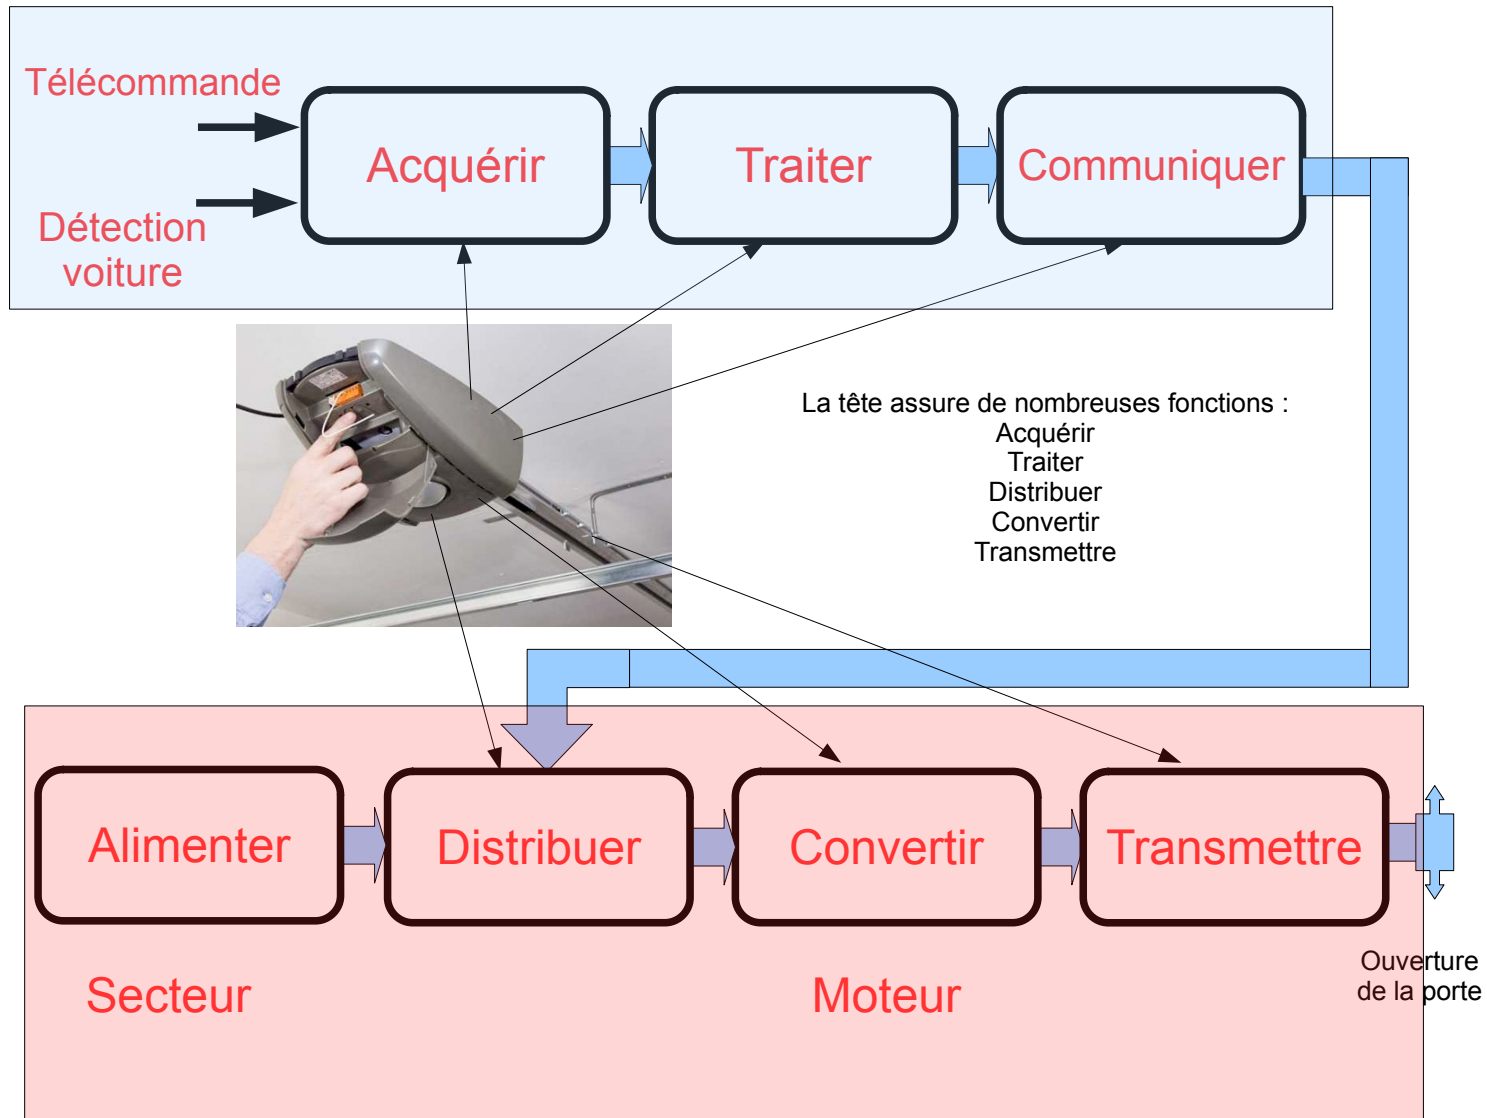 Télécommande
Acquérir
Traiter
Communiquer
Détection
voiture
La tête assure de nombreuses fonctions :
Acquérir
Traiter
Distribuer
Convertir
Transmettre
Alimenter
Distribuer
Convertir
Transmettre
Secteur
Moteur
Ouverture
de la porte